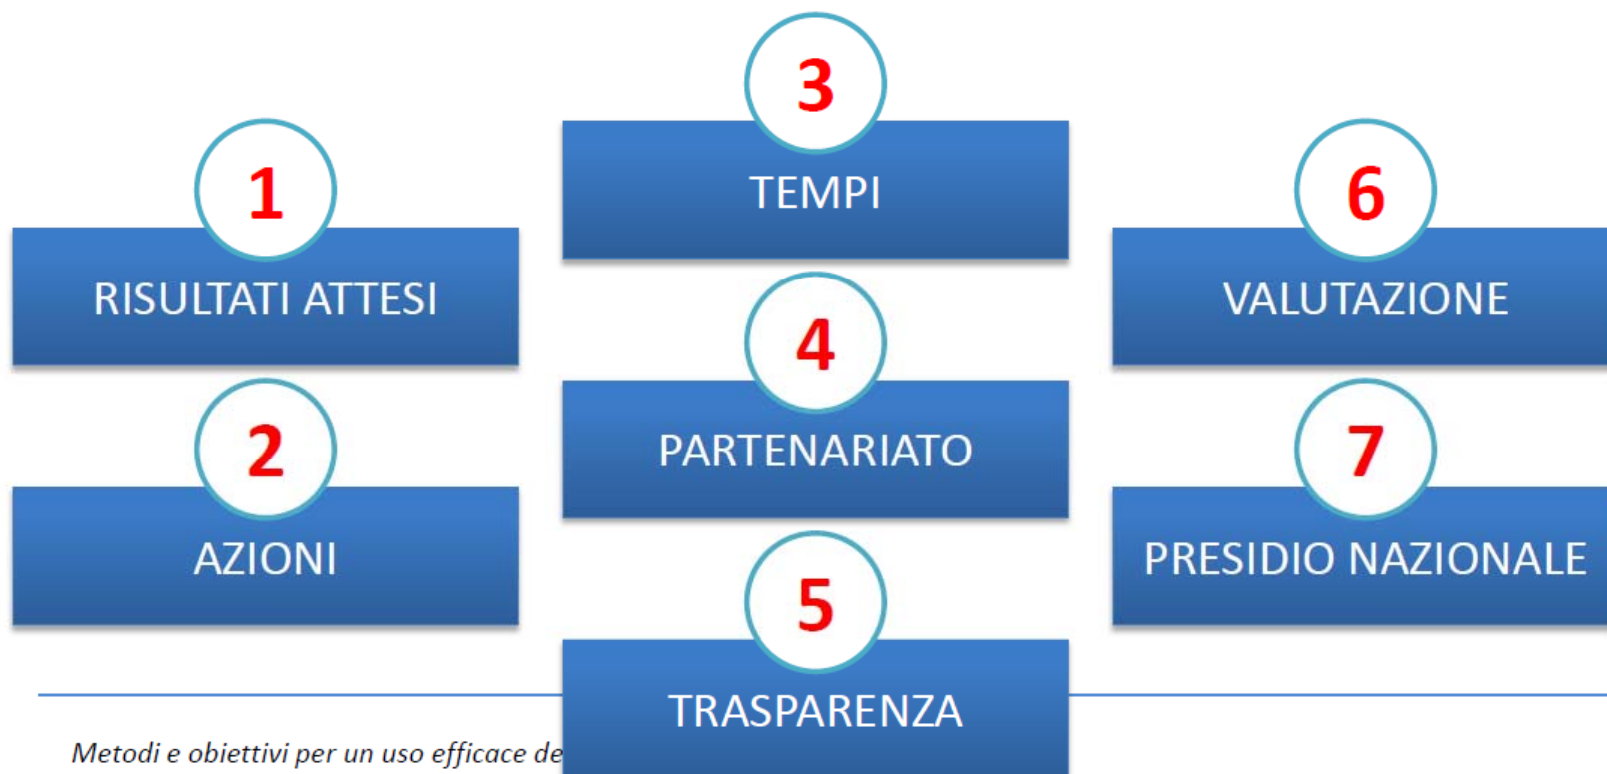 1
RISULTATI ATTESI
2
AZIONI
3
TEMPI
4
PARTENARIATO
5
TRASPARENZA
6
VALUTAZIONE
7
PRESIDIO NAZIONALE
Metodi e obiettivi per un uso efficace de